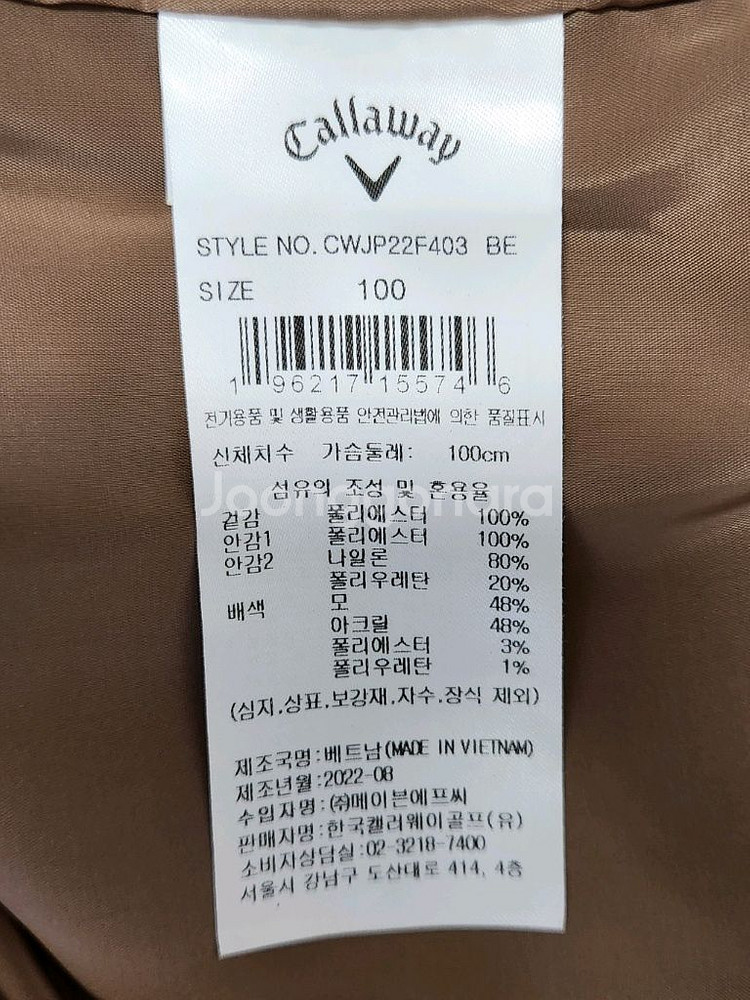 Callaway
STYLE NO. CWJP22F403 BE
SIZE 100
1 96217 15574 6
전기용품 및 생활용품 안전관리법에 의한 품질표시
신체치수 가슴둘레: 100cm
섬유의 조성 및 혼용율
Joonggonara
겉감 폴리에스터 100%
안감1 폴리에스터 100%
안감2 나일론 80%
폴리우레탄 20%
배색 모 48%
아크릴 48%
폴리에스터 3%
폴리우레탄 1%
(심지,상표,보강재,자수,장식 제외)
제조국명:베트남(MADE IN VIETNAM)
제조년월:2022-08
수입자명:㈜메이븐에프씨
판매자명:한국캘러웨이골프(유)
소비자상담실:02-3218-7400
서울시 강남구 도산대로 414, 4층